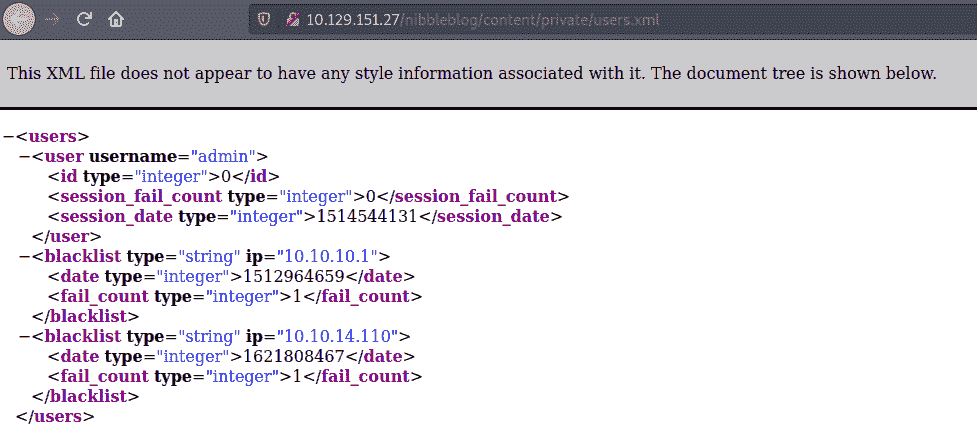 10.129.151.27/nibbleblog/content/private/users.xml
This XML file does not appear to have any style information associated with it. The document tree is shown below.
−<users>
−<user username="admin">
<id type="integer">0</id>
<session_fail_count type="integer">0</session_fail_count>
<session_date type="integer">1514544131</session_date>
</user>
−<blacklist type="string" ip="10.10.10.1">
<date type="integer">1512964659</date>
<fail_count type="integer">1</fail_count>
</blacklist>
−<blacklist type="string" ip="10.10.14.110">
<date type="integer">1621808467</date>
<fail_count type="integer">1</fail_count>
</blacklist>
</users>